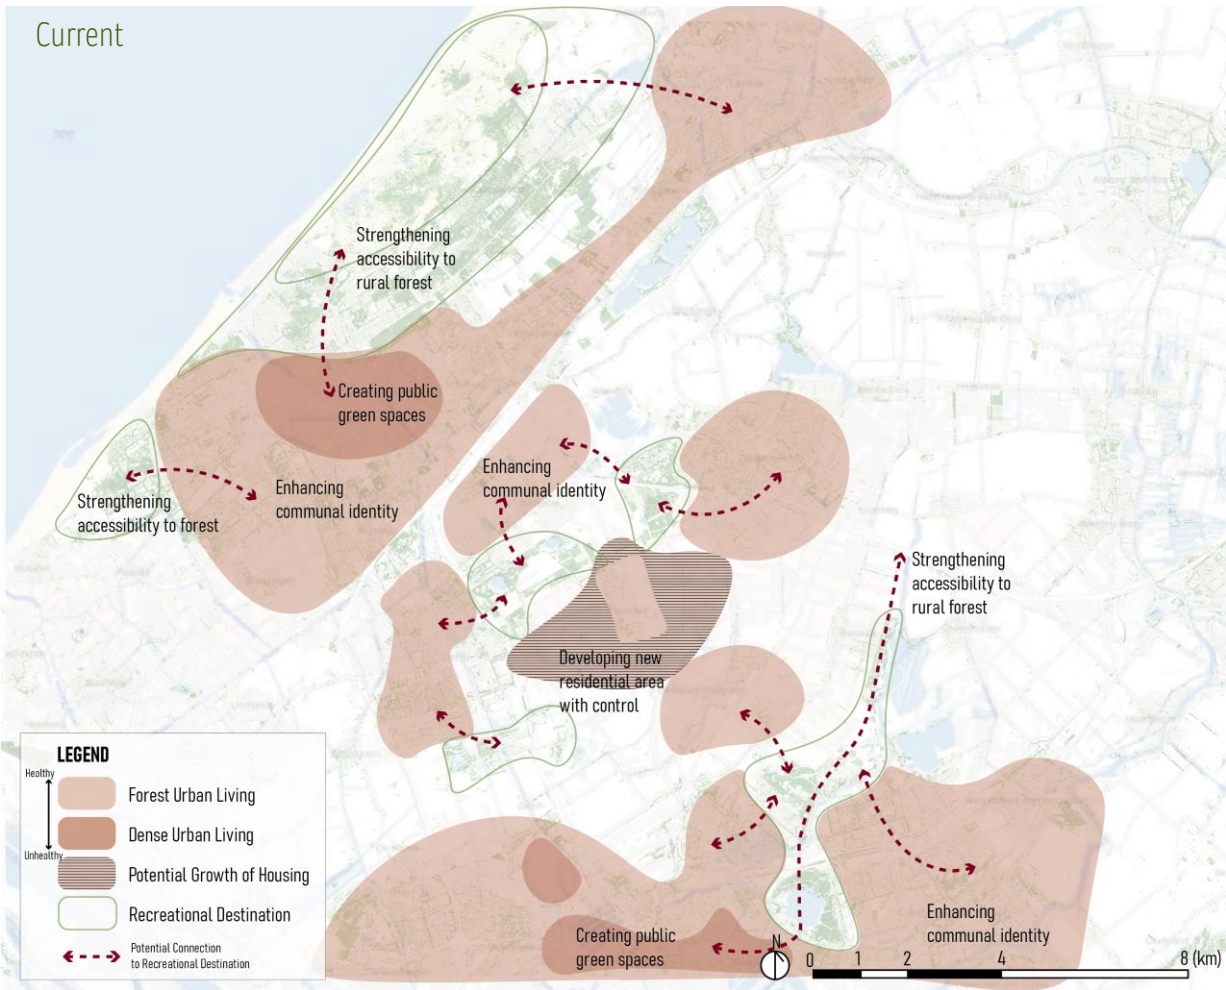 Current
Strengthening
accessibility to
rural forest
Creating public
green spaces
Strengthening
accessibility to forest
Enhancing
communal identity
Enhancing
communal identity
Strengthening
accessibility to
rural forest
Developing new
residential area
with control
LEGEND
Healthy
Unhealthy
Forest Urban Living
Dense Urban Living
Potential Growth of Housing
Recreational Destination
Potential Connection
to Recreational Destination
Creating public
green spaces
Enhancing
communal identity
N
0 1 2 4 8 (km)